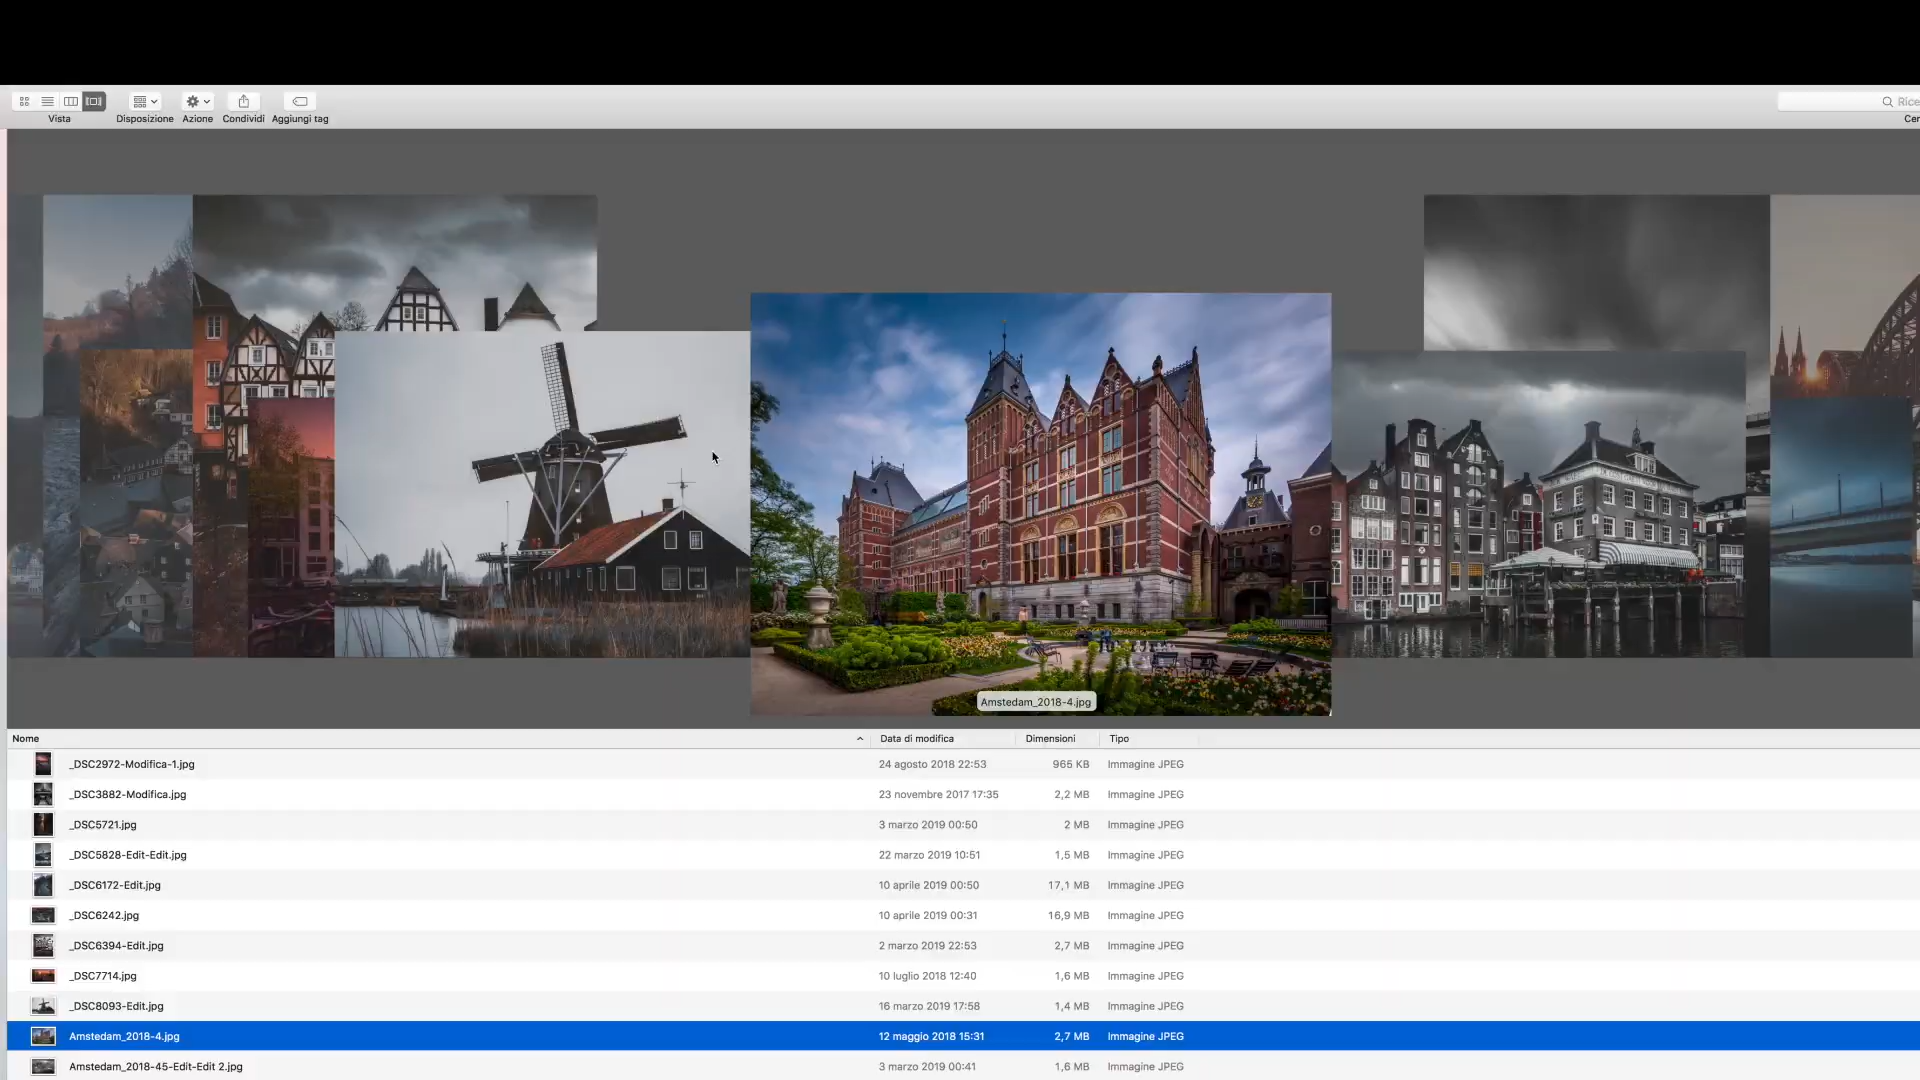 Vista
Disposizione
Azione
Condividi
Aggiungi tag
Rice
Cer
Amstedam_2018-4.jpg
Nome Data di modifica Dimensioni Tipo
_DSC2972-Modifica-1.jpg 24 agosto 2018 22:53 965 KB Immagine JPEG
_DSC3882-Modifica.jpg 23 novembre 2017 17:35 2,2 MB Immagine JPEG
_DSC5721.jpg 3 marzo 2019 00:50 2 MB Immagine JPEG
_DSC5828-Edit-Edit.jpg 22 marzo 2019 10:51 1,5 MB Immagine JPEG
_DSC6172-Edit.jpg 10 aprile 2019 00:50 17,1 MB Immagine JPEG
_DSC6242.jpg 10 aprile 2019 00:31 16,9 MB Immagine JPEG
_DSC6394-Edit.jpg 2 marzo 2019 22:53 2,7 MB Immagine JPEG
_DSC7714.jpg 10 luglio 2018 12:40 1,6 MB Immagine JPEG
_DSC8093-Edit.jpg 16 marzo 2019 17:58 1,4 MB Immagine JPEG
Amstedam_2018-4.jpg 12 maggio 2018 15:31 2,7 MB Immagine JPEG
Amstedam_2018-45-Edit-Edit 2.jpg 3 marzo 2019 00:41 1,6 MB Immagine JPEG